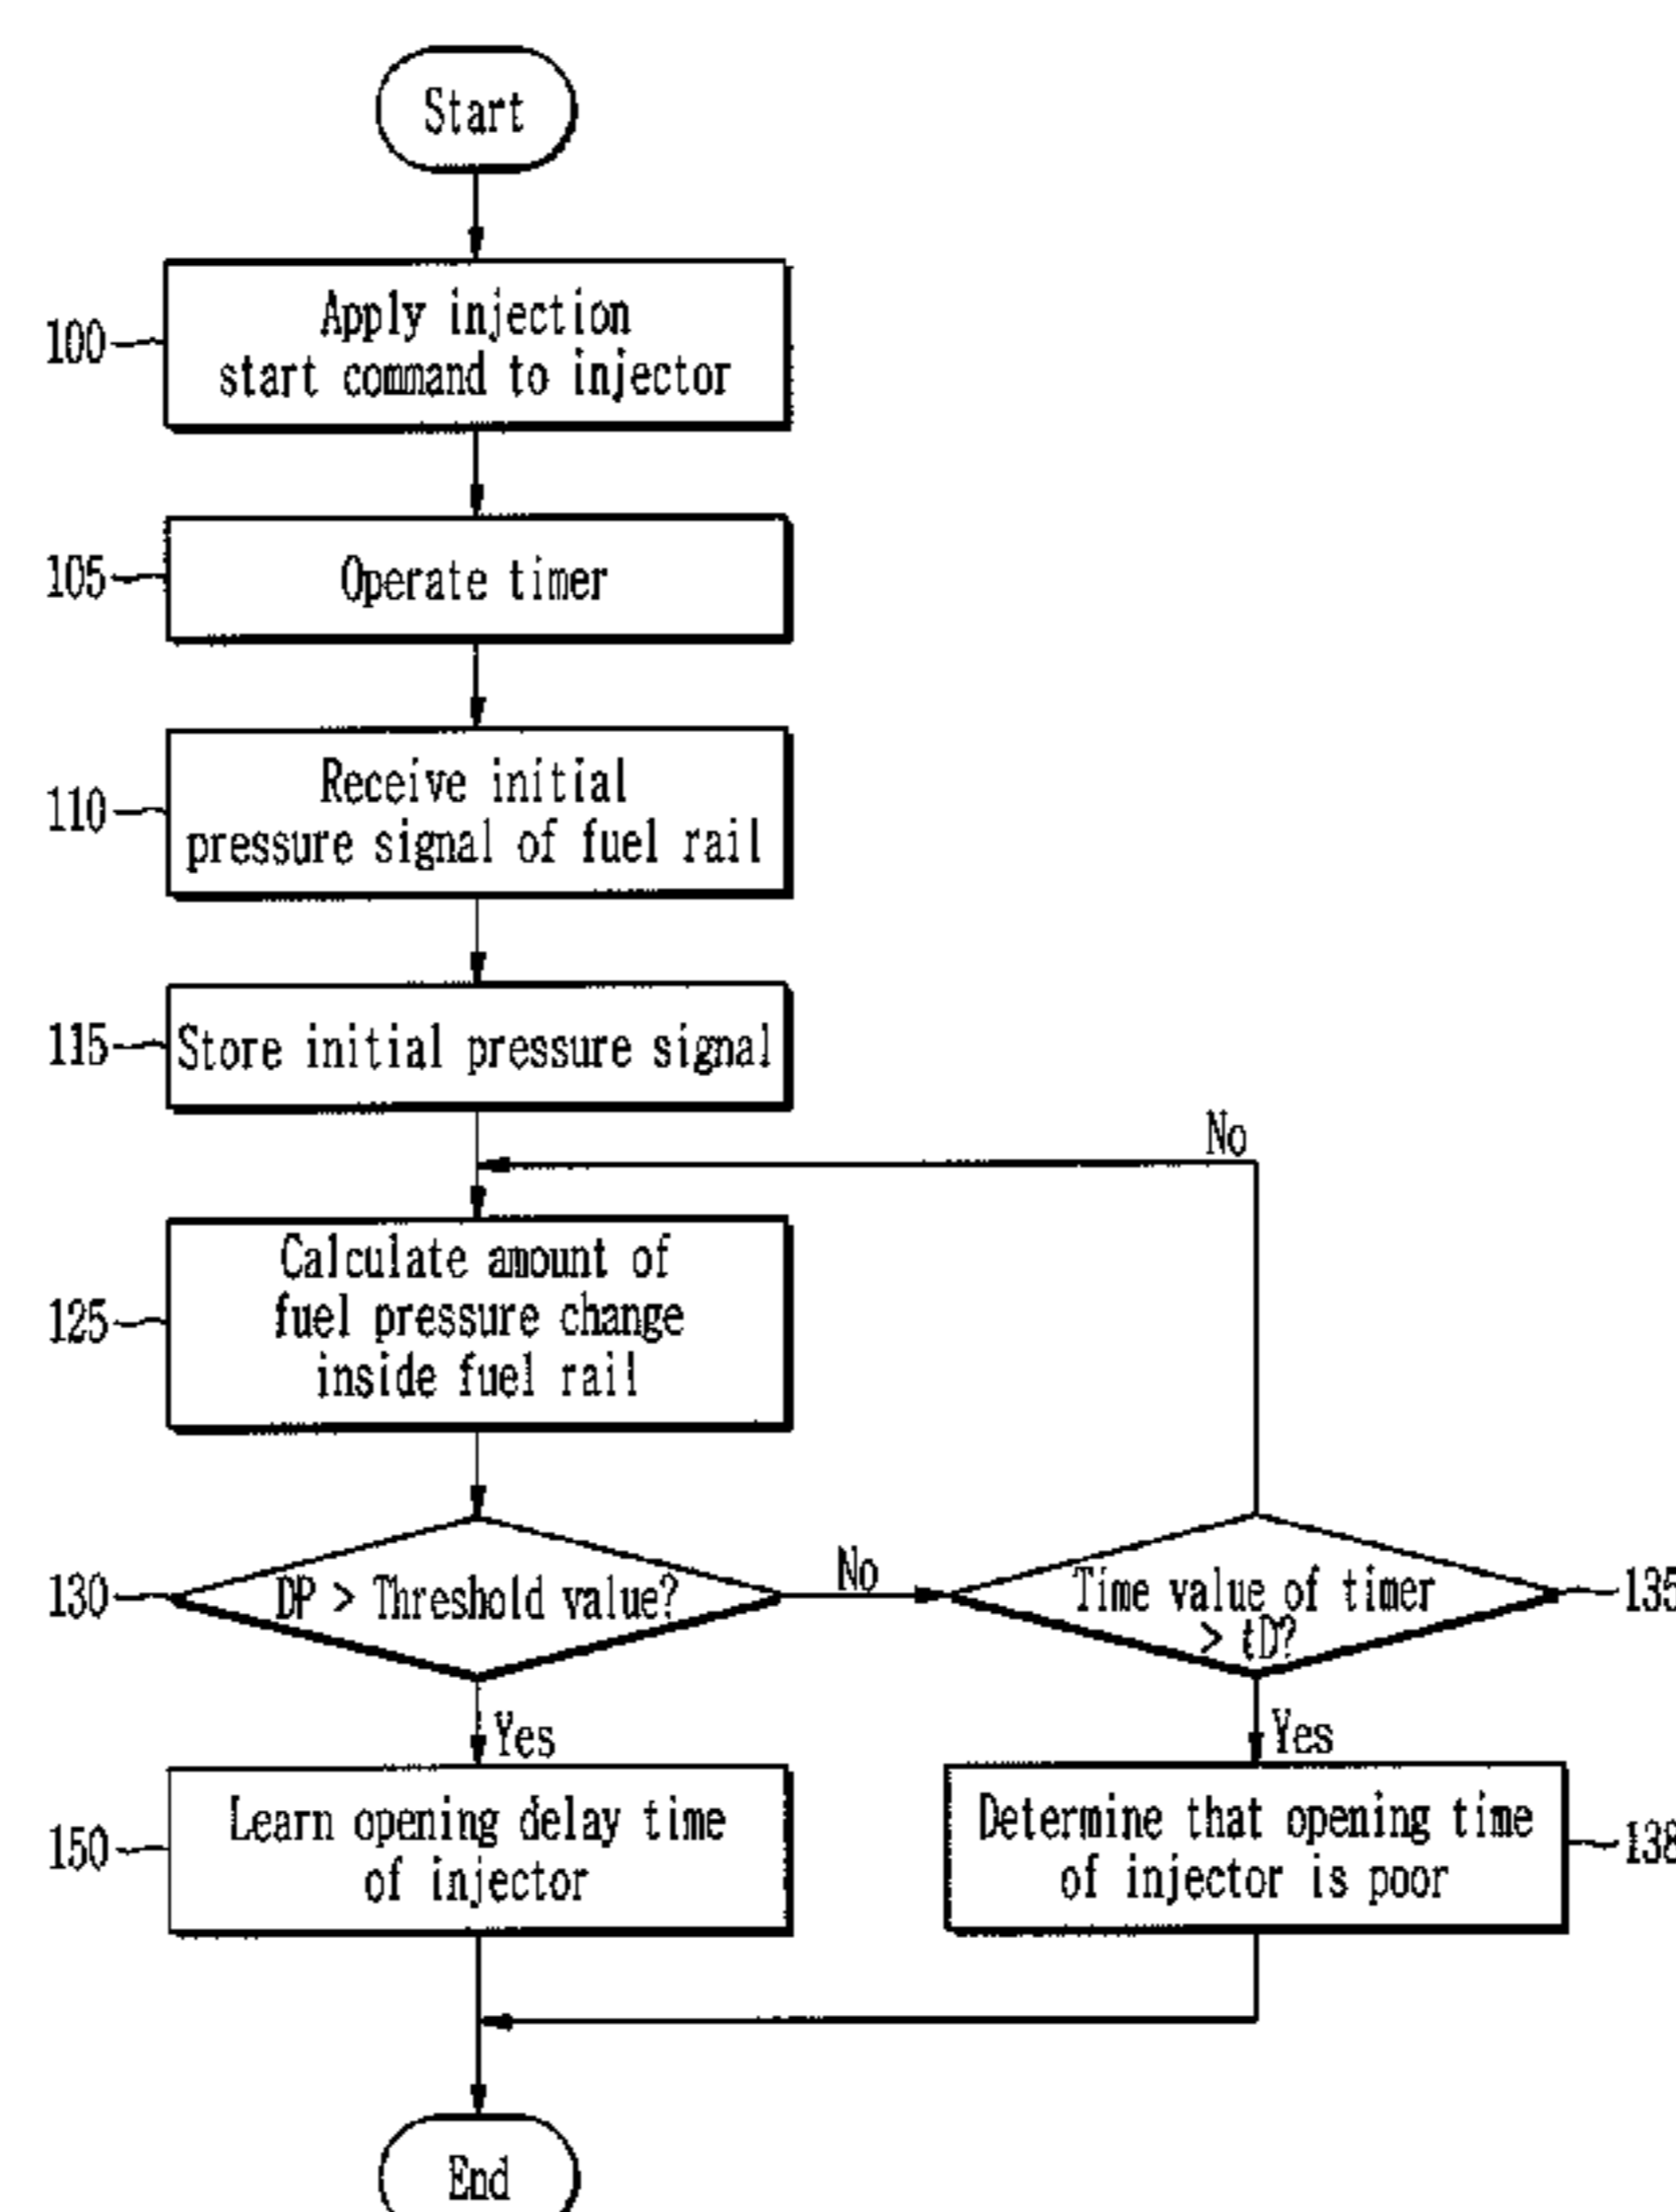 Start
100
Apply injection
start command to injector
105
Operate timer
110
Receive initial
pressure signal of fuel rail
115
Store initial pressure signal
No
125
Calculate amount of
fuel pressure change
inside fuel rail
130
DP > Threshold value?
No
Time value of timer
> tD?
135
Yes
Yes
150
Learn opening delay time
of injector
Determine that opening time
of injector is poor
138
End